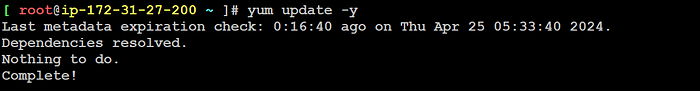 [ root@ip-172-31-27-200 ~ ]# yum update -y
Last metadata expiration check: 0:16:40 ago on Thu Apr 25 05:33:40 2024.
Dependencies resolved.
Nothing to do.
Complete!